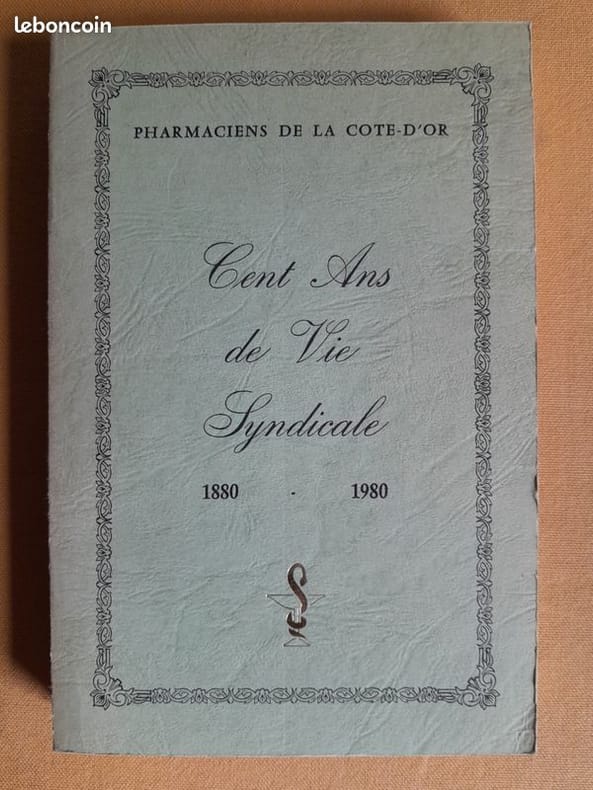 leboncoin
PHARMACIENS DE LA COTE-D'OR
Cent Ans
de Vie
Syndicale
1880 - 1980